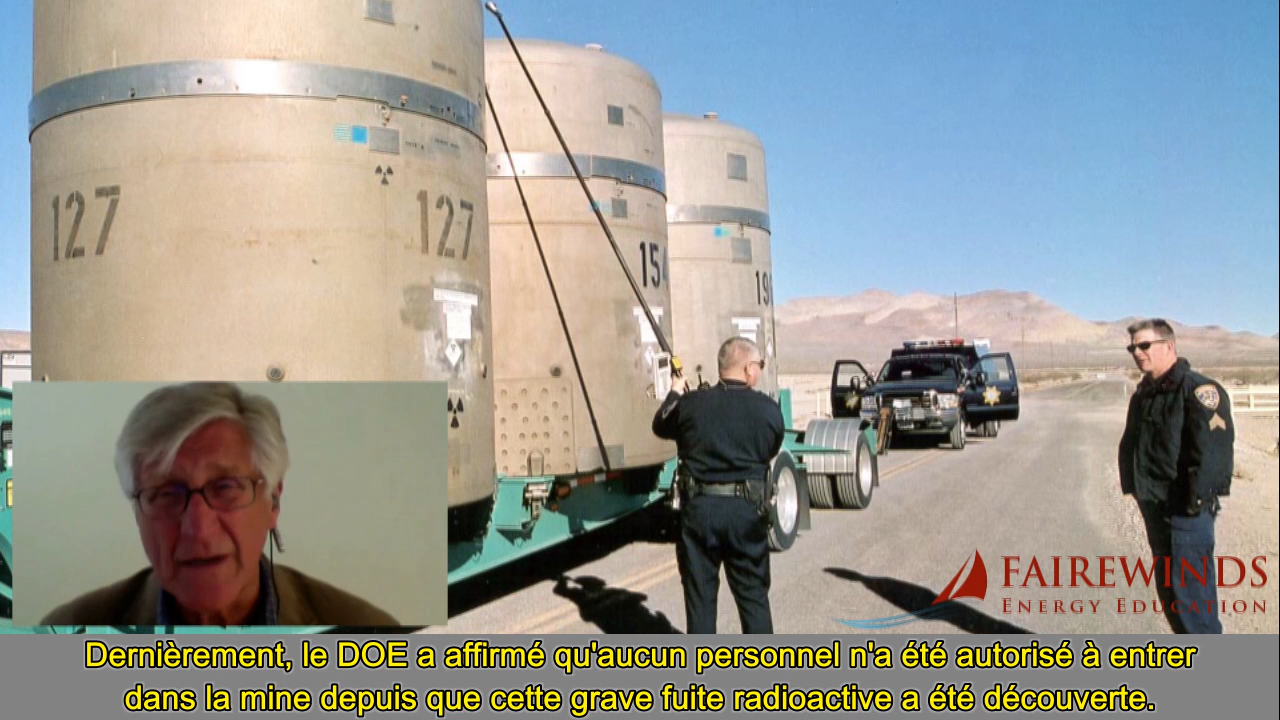 127
127
15
19
FAIREWINDS
ENERGY EDUCATION
Dernièrement, le DOE a affirmé qu'aucun personnel n'a été autorisé à entrer
dans la mine depuis que cette grave fuite radioactive a été découverte.